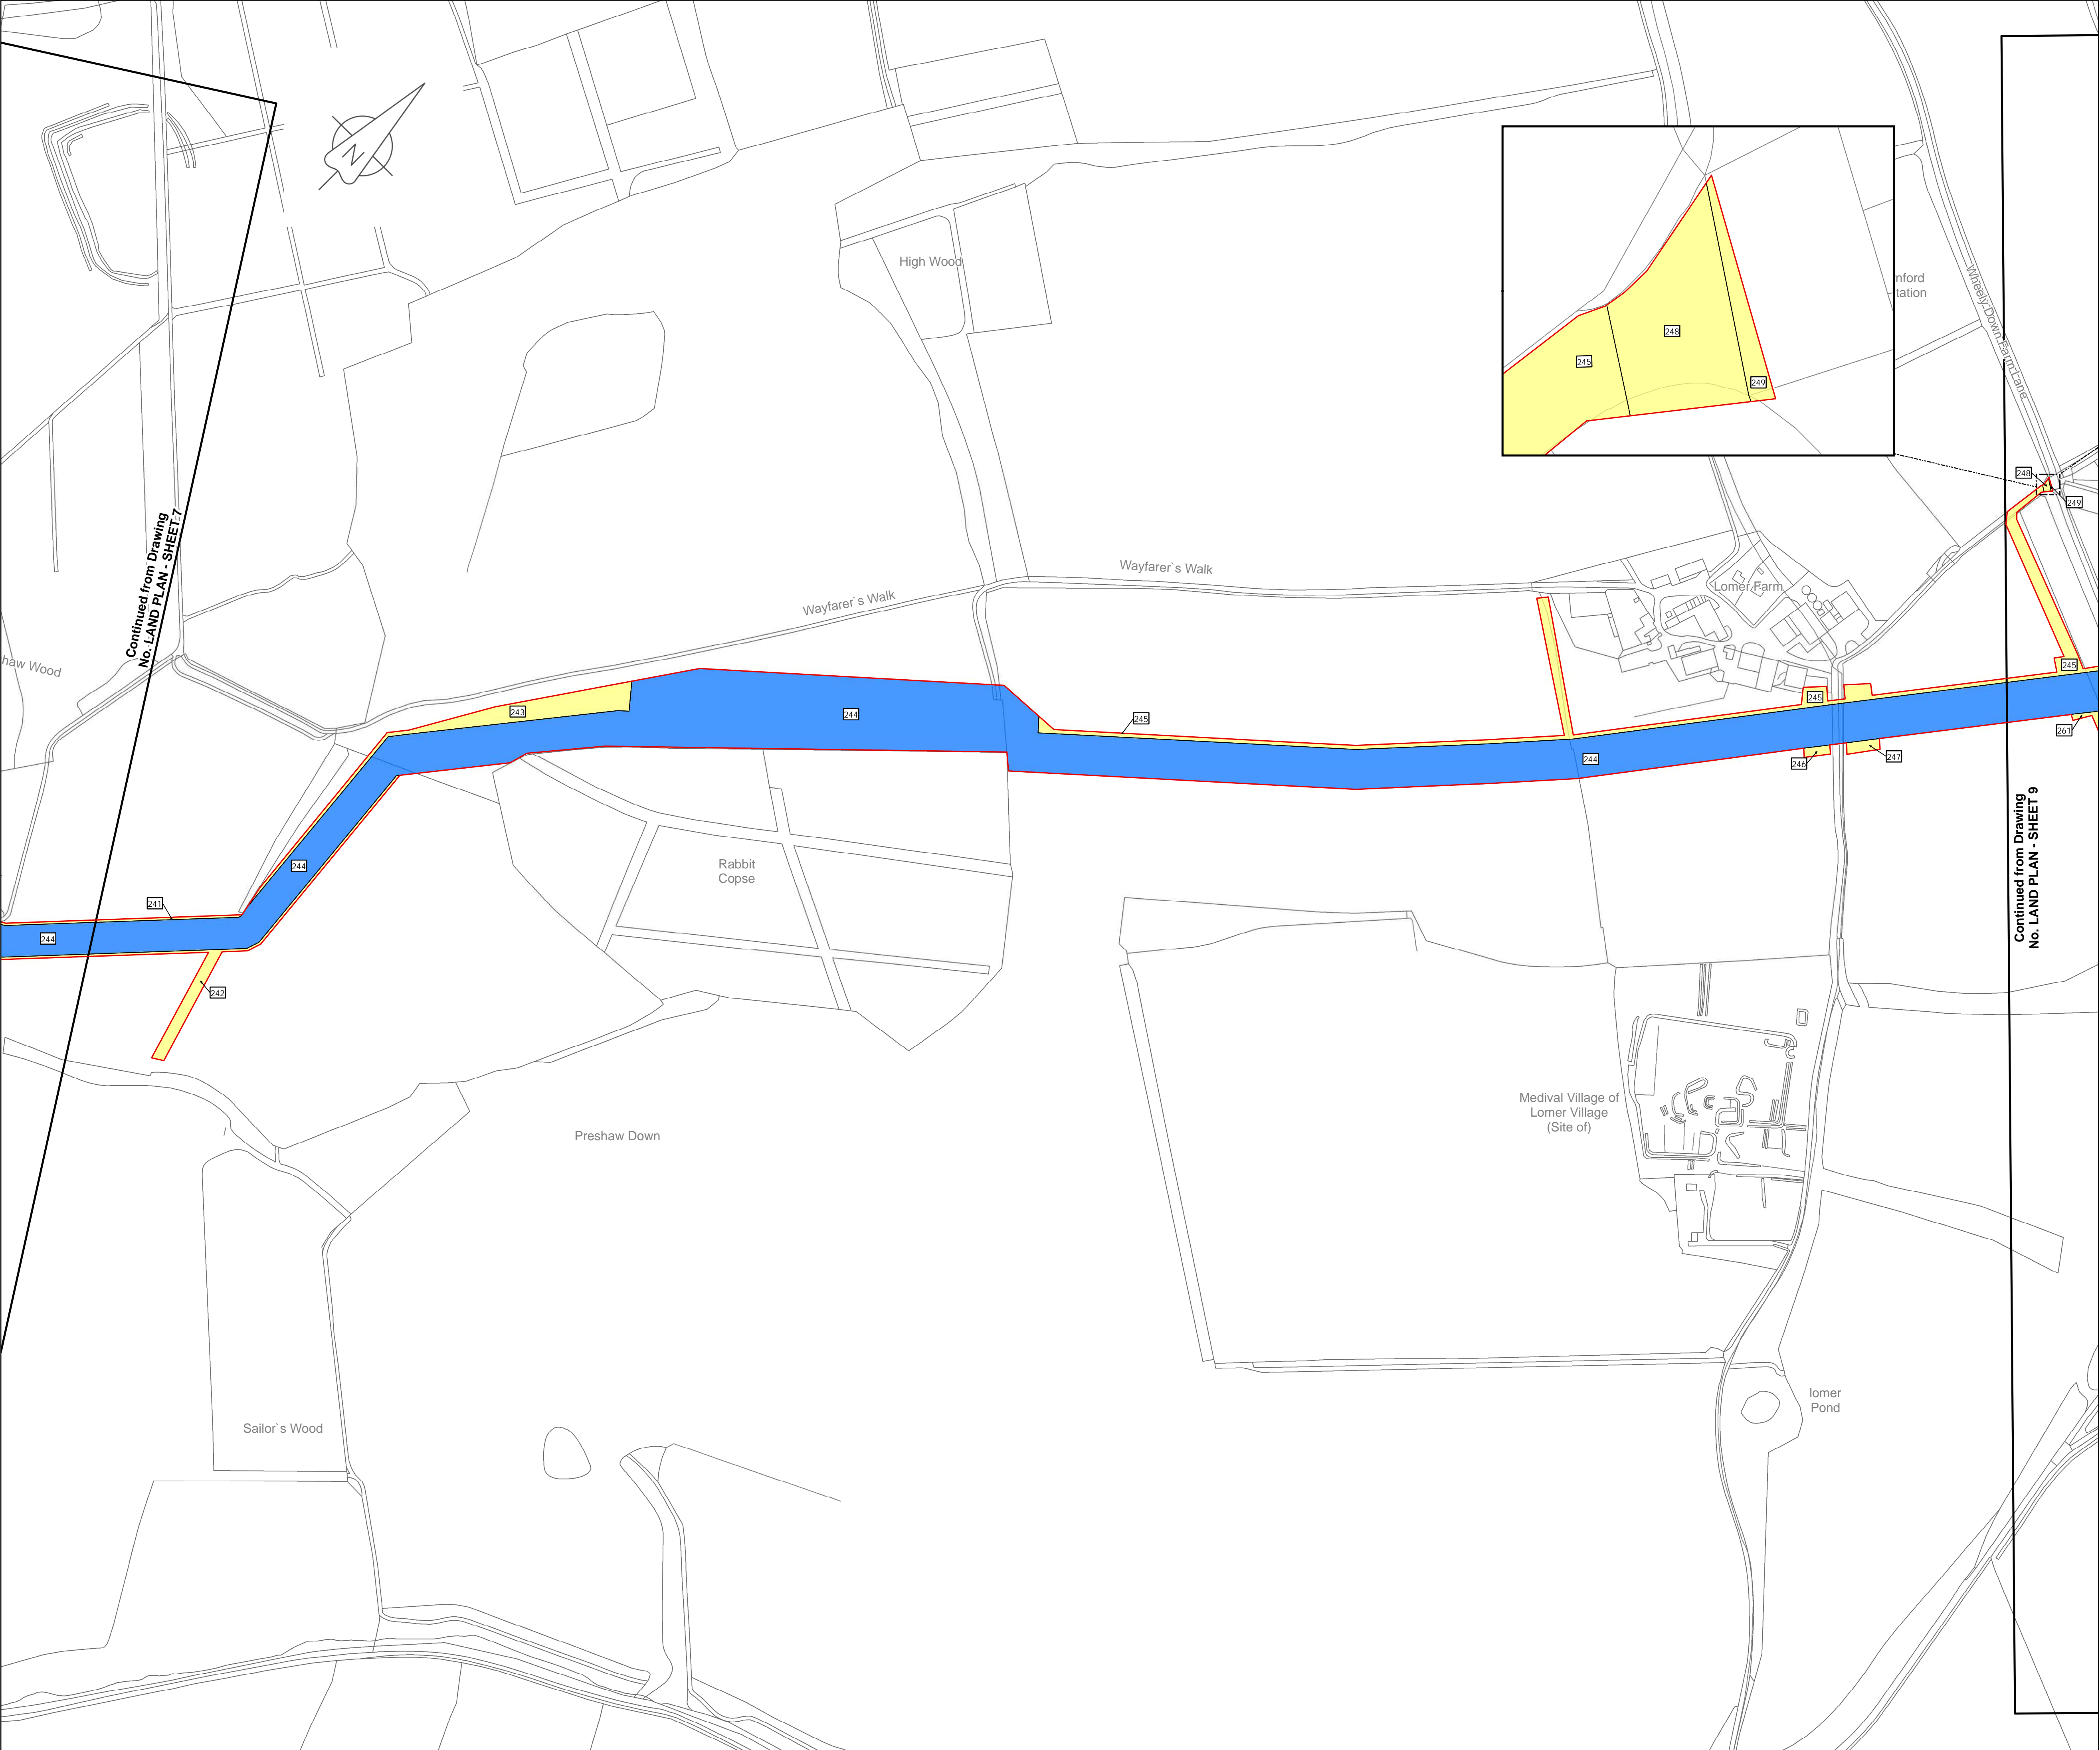 N
High Wood
nford
tation
Wheely Down Farm Lane
245
248
249
248
249
Continued from Drawing
No. LAND PLAN - SHEET 7
Wayfarer`s Walk
Wayfarer`s Walk
Lomer Farm
haw Wood
243
244
245
245
245
261
244
246
247
Continued from Drawing
No. LAND PLAN - SHEET 9
244
Rabbit
Copse
241
244
242
Preshaw Down
Medival Village of
Lomer Village
(Site of)
Sailor`s Wood
lomer
Pond